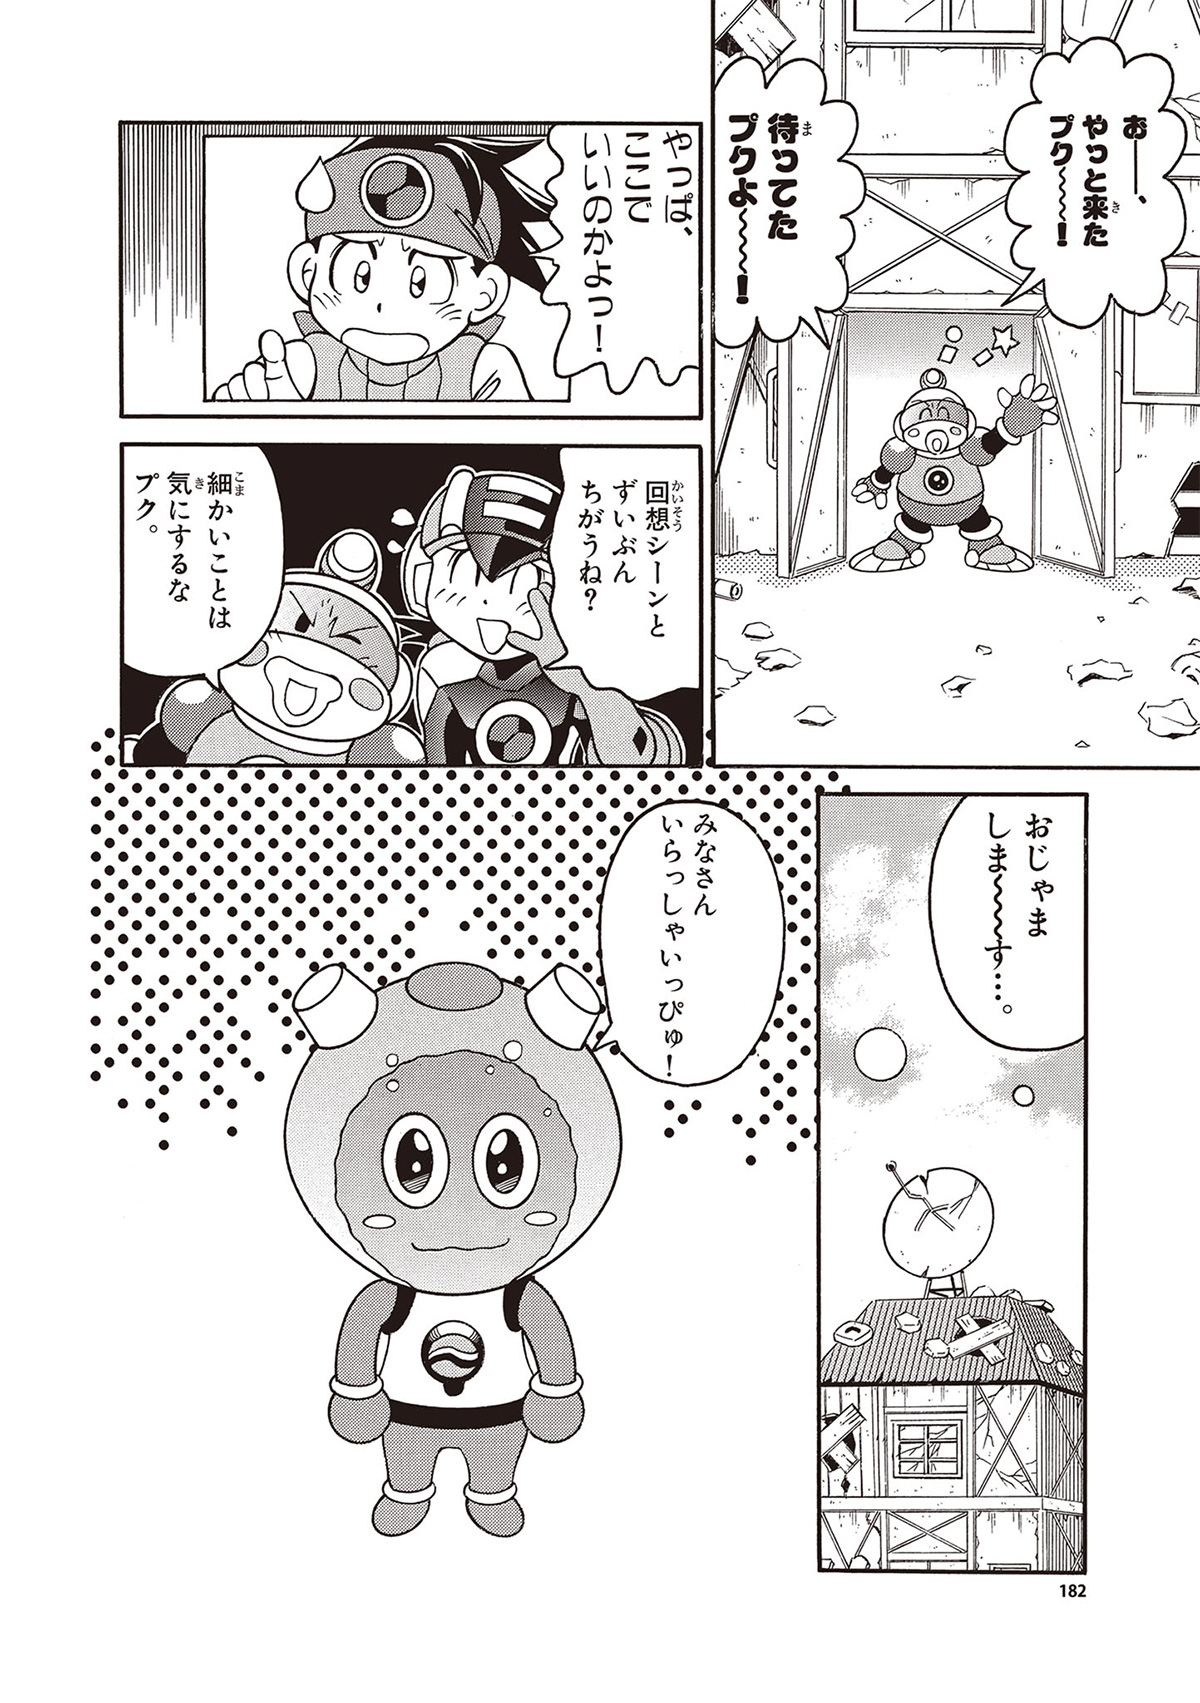 おー、
やっと来た
プク～～！
待ってた
プクよ～～！
やっぱ、
ここで
いいのかよっ！
回想シーンと
ずいぶん
ちがうね？
細かいことは
気にするな
プク。
おじゃま
しま～～～す…。
みなさん
いらっしゃいっぴゅ！
182